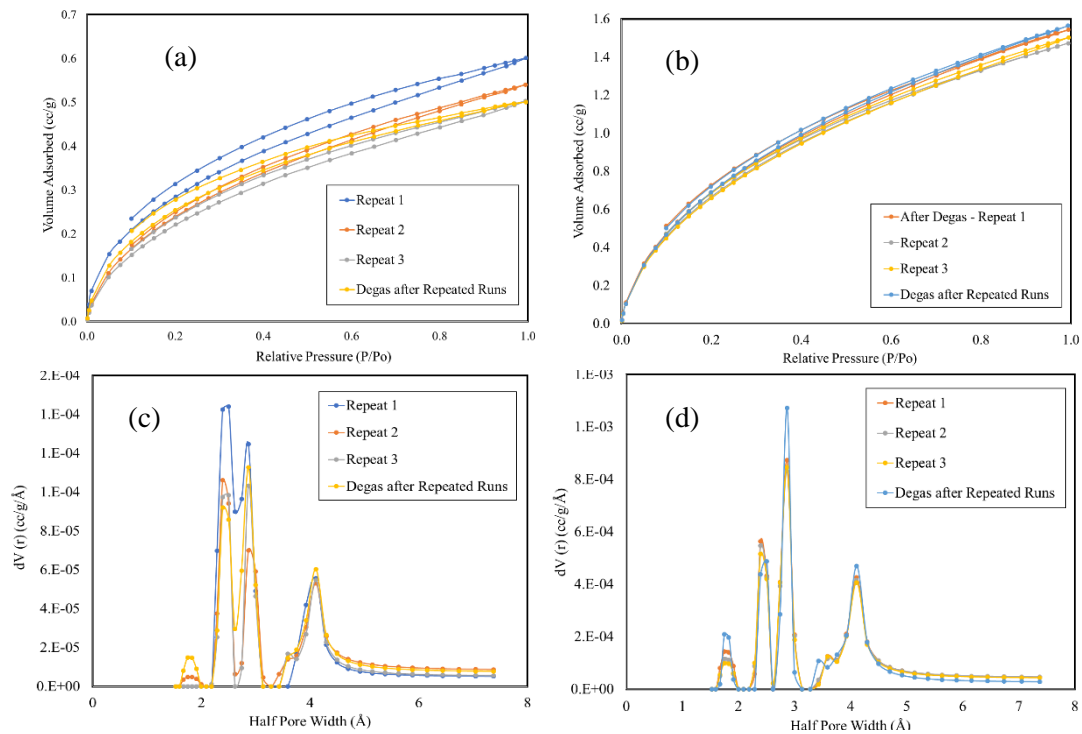 (a)
0.7
0.6
0.5
0.4
0.3
0.2
0.1
0.0
Volume Adsorbed (cc/g)
0.0 0.2 0.4 0.6 0.8 1.0
Relative Pressure (P/Po)
Repeat 1
Repeat 2
Repeat 3
Degas after Repeated Runs
(b)
1.6
1.4
1.2
1.0
0.8
0.6
0.4
0.2
0.0
Volume Adsorbed (cc/g)
0.0 0.2 0.4 0.6 0.8 1.0
Relative Pressure (P/Po)
After Degas - Repeat 1
Repeat 2
Repeat 3
Degas after Repeated Runs
(c)
2.E-04
1.E-04
1.E-04
1.E-04
8.E-05
6.E-05
4.E-05
2.E-05
0.E+00
dV (r) (cc/g/Å)
0 2 4 6 8
Half Pore Width (Å)
Repeat 1
Repeat 2
Repeat 3
Degas after Repeated Runs
(d)
1.E-03
1.E-03
8.E-04
6.E-04
4.E-04
2.E-04
0.E+00
dV (r) (cc/g/Å)
0 1 2 3 4 5 6 7 8
Half Pore Width (Å)
Repeat 1
Repeat 2
Repeat 3
Degas after Repeated Runs